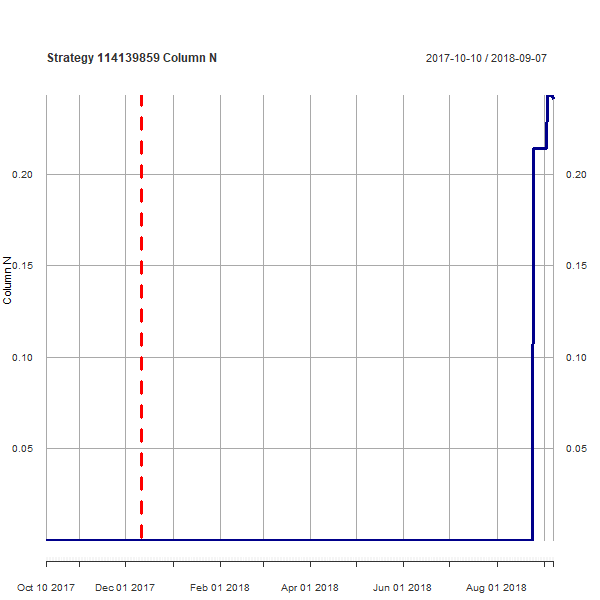 Strategy 114139859 Column N
2017-10-10 / 2018-09-07
0.20
0.20
0.15
0.15
Column N
0.10
0.10
0.05
0.05
Oct 10 2017
Dec 01 2017
Feb 01 2018
Apr 01 2018
Jun 01 2018
Aug 01 2018